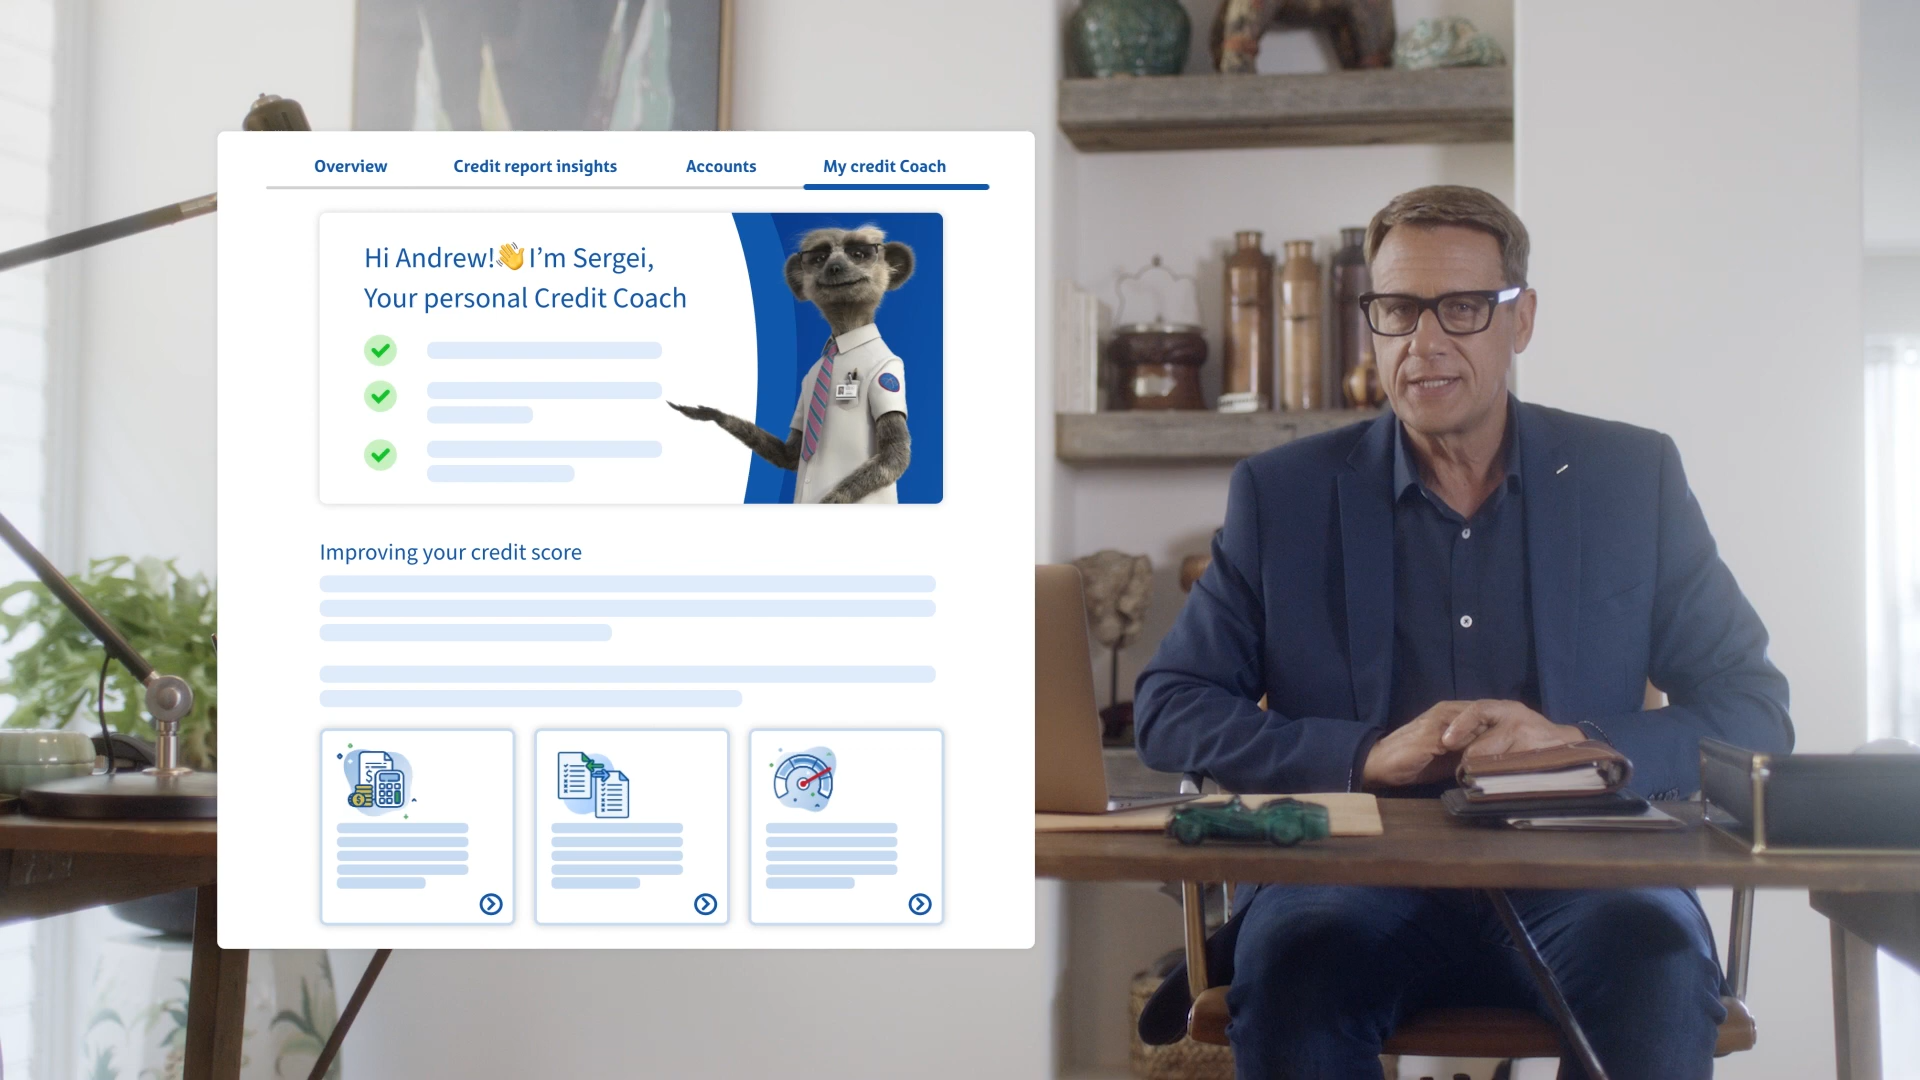 Overview Credit report insights Accounts My credit Coach
Hi Andrew!👋 I’m Sergei,
Your personal Credit Coach
Improving your credit score